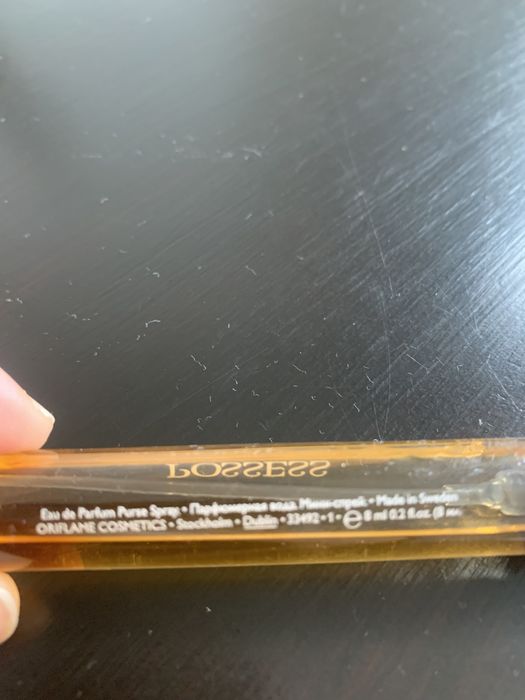 POSSESS
Eau de Parfum Purse Spray • Парфюмерная вода. Мини-спрей. • Made in Sweden
ORIFLAME COSMETICS • Stockholm • Dublin • 33492 • 1 • e 8 ml 0.2 fl.oz. (8